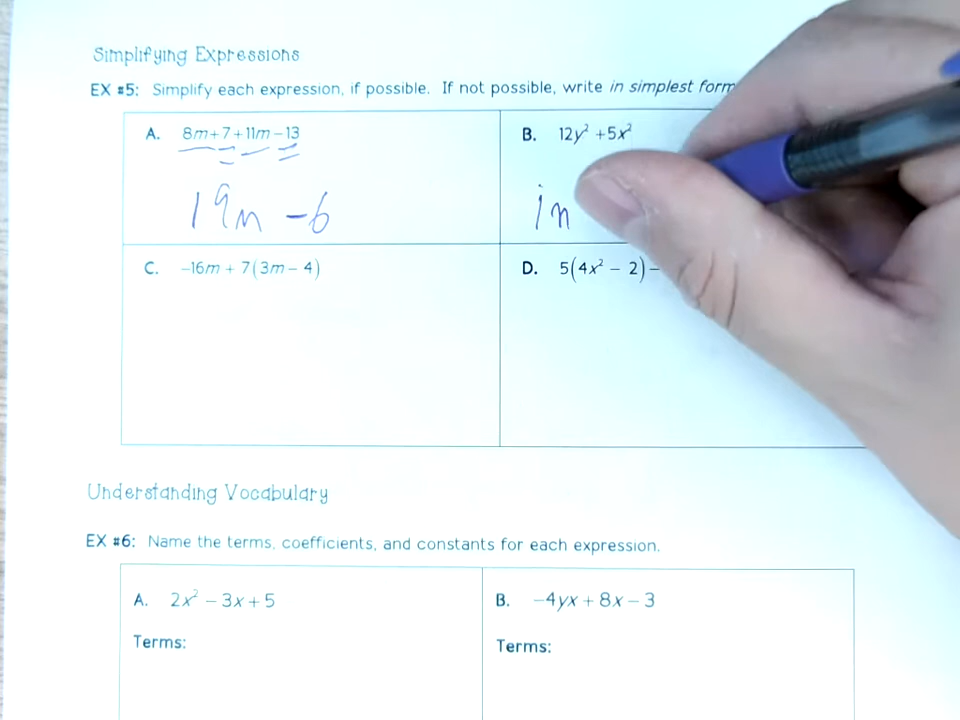 Simplifying Expressions
EX #5: Simplify each expression, if possible. If not possible, write in simplest form
A. 8m+7+11m-13
B. 12y² +5x²
19m -6
in
C. -16m + 7(3m- 4)
D. 5(4x² - 2)-
Understanding Vocabulary
EX #6: Name the terms, coefficients, and constants for each expression.
A. 2x² - 3x+5
B. -4yx + 8x - 3
Terms:
Terms: